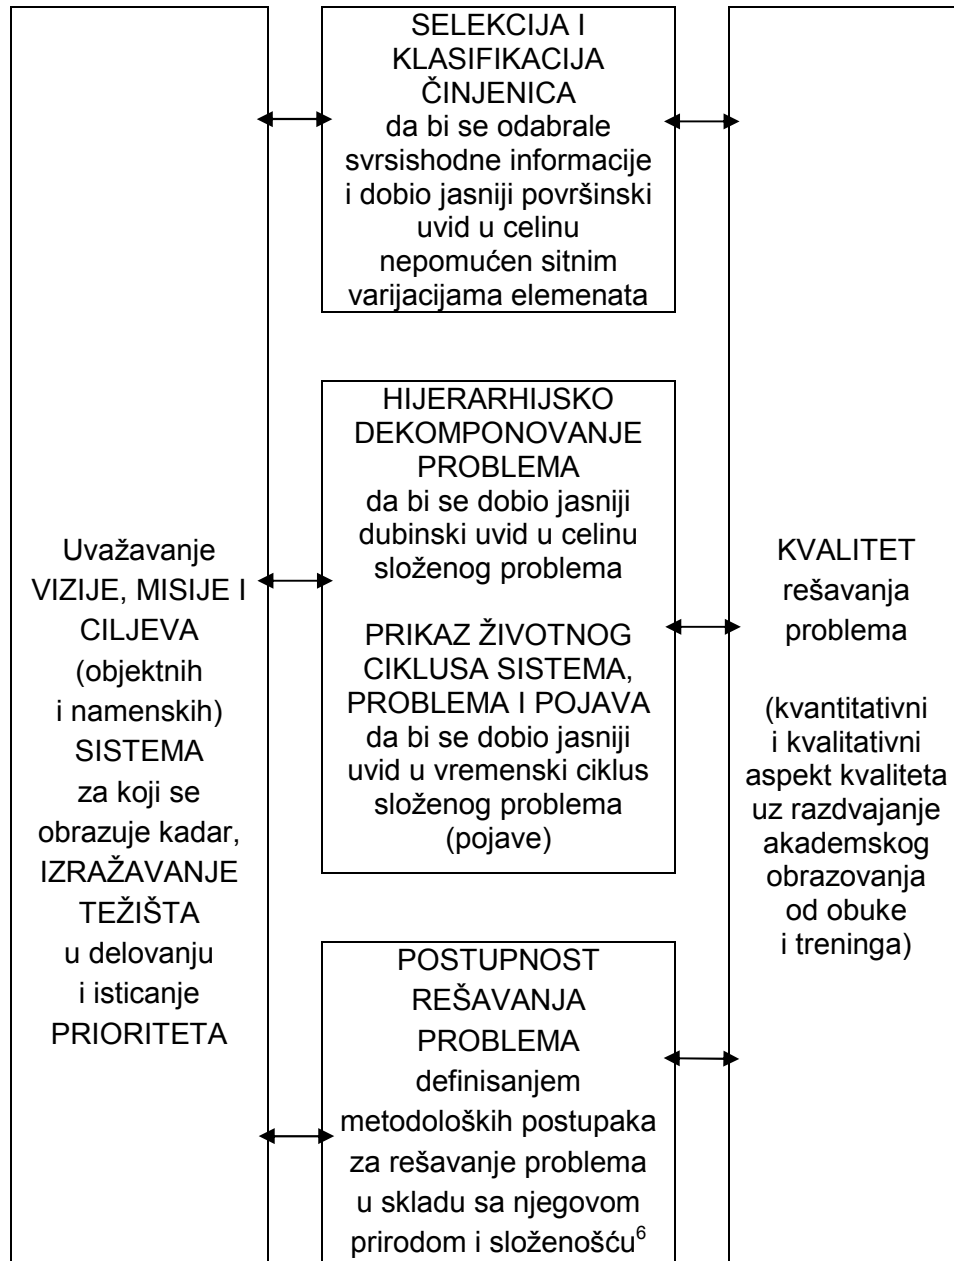 SELEKCIJA I
KLASIFIKACIJA
ČINJENICA
da bi se odabrale
svrsishodne informacije
i dobio jasniji površinski
uvid u celinu
nepomućen sitnim
varijacijama elemenata
Uvažavanje
VIZIJE, MISIJE I
CILJEVA
(objektnih
i namenskih)
SISTEMA
za koji se
obrazuje kadar,
IZRAŽAVANJE
TEŽIŠTA
u delovanju
i isticanje
PRIORITETA
HIJERARHIJSKO
DEKOMPONOVANJE
PROBLEMA
da bi se dobio jasniji
dubinski uvid u celinu
složenog problema
PRIKAZ ŽIVOTNOG
CIKLUSA SISTEMA,
PROBLEMA I POJAVA
da bi se dobio jasniji
uvid u vremenski ciklus
složenog problema
(pojave)
POSTUPNOST
REŠAVANJA
PROBLEMA
definisanjem
metodoloških postupaka
za rešavanje problema
u skladu sa njegovom
prirodom i složenošću⁶
KVALITET
rešavanja
problema
(kvantitativni
i kvalitativni
aspekt kvaliteta
uz razdvajanje
akademskog
obrazovanja
od obuke
i treninga)